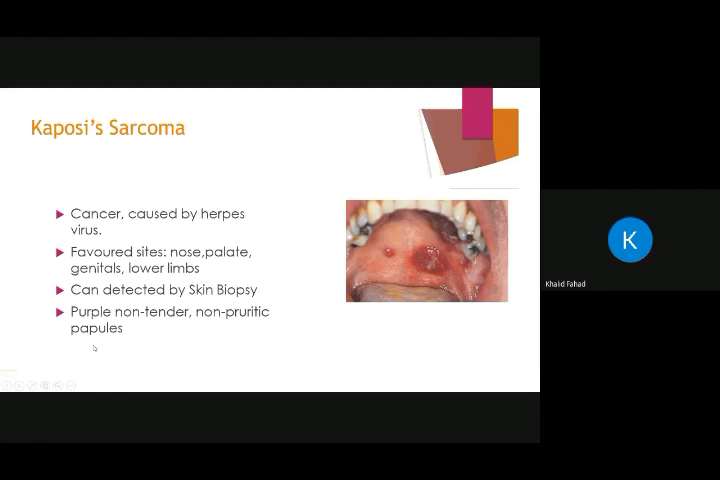 Kaposi's Sarcoma
Cancer, caused by herpes
virus.
Favoured sites: nose,palate,
genitals, lower limbs
Can detected by Skin Biopsy
Purple non-tender, non-pruritic
papules
K
Khalid Fahad